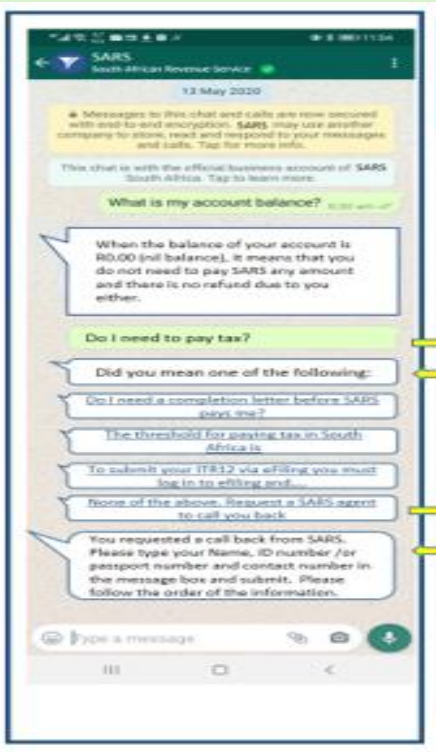 11:54
SARS
South African Revenue Service
13 May 2020
Messages to this chat and calls are now secured
with end-to-end encryption. SARS may use another
company to store, read and respond to your messages
and calls. Tap for more info.
This chat is with the official business account of SARS
South Africa. Tap to learn more.
What is my account balance?
When the balance of your account is
R0.00 (nil balance), it means that you
do not need to pay SARS any amount
and there is no refund due to you
either.
Do I need to pay tax?
Did you mean one of the following:
Do I need a completion letter before SARS
pays me?
The threshold for paying tax in South
Africa is
To submit your ITR12 via eFiling you must
log in to efiling and....
None of the above. Request a SARS agent
to call you back
You requested a call back from SARS.
Please type your Name, ID number /or
passport number and contact number in
the message box and submit. Please
follow the order of the information.
Type a message